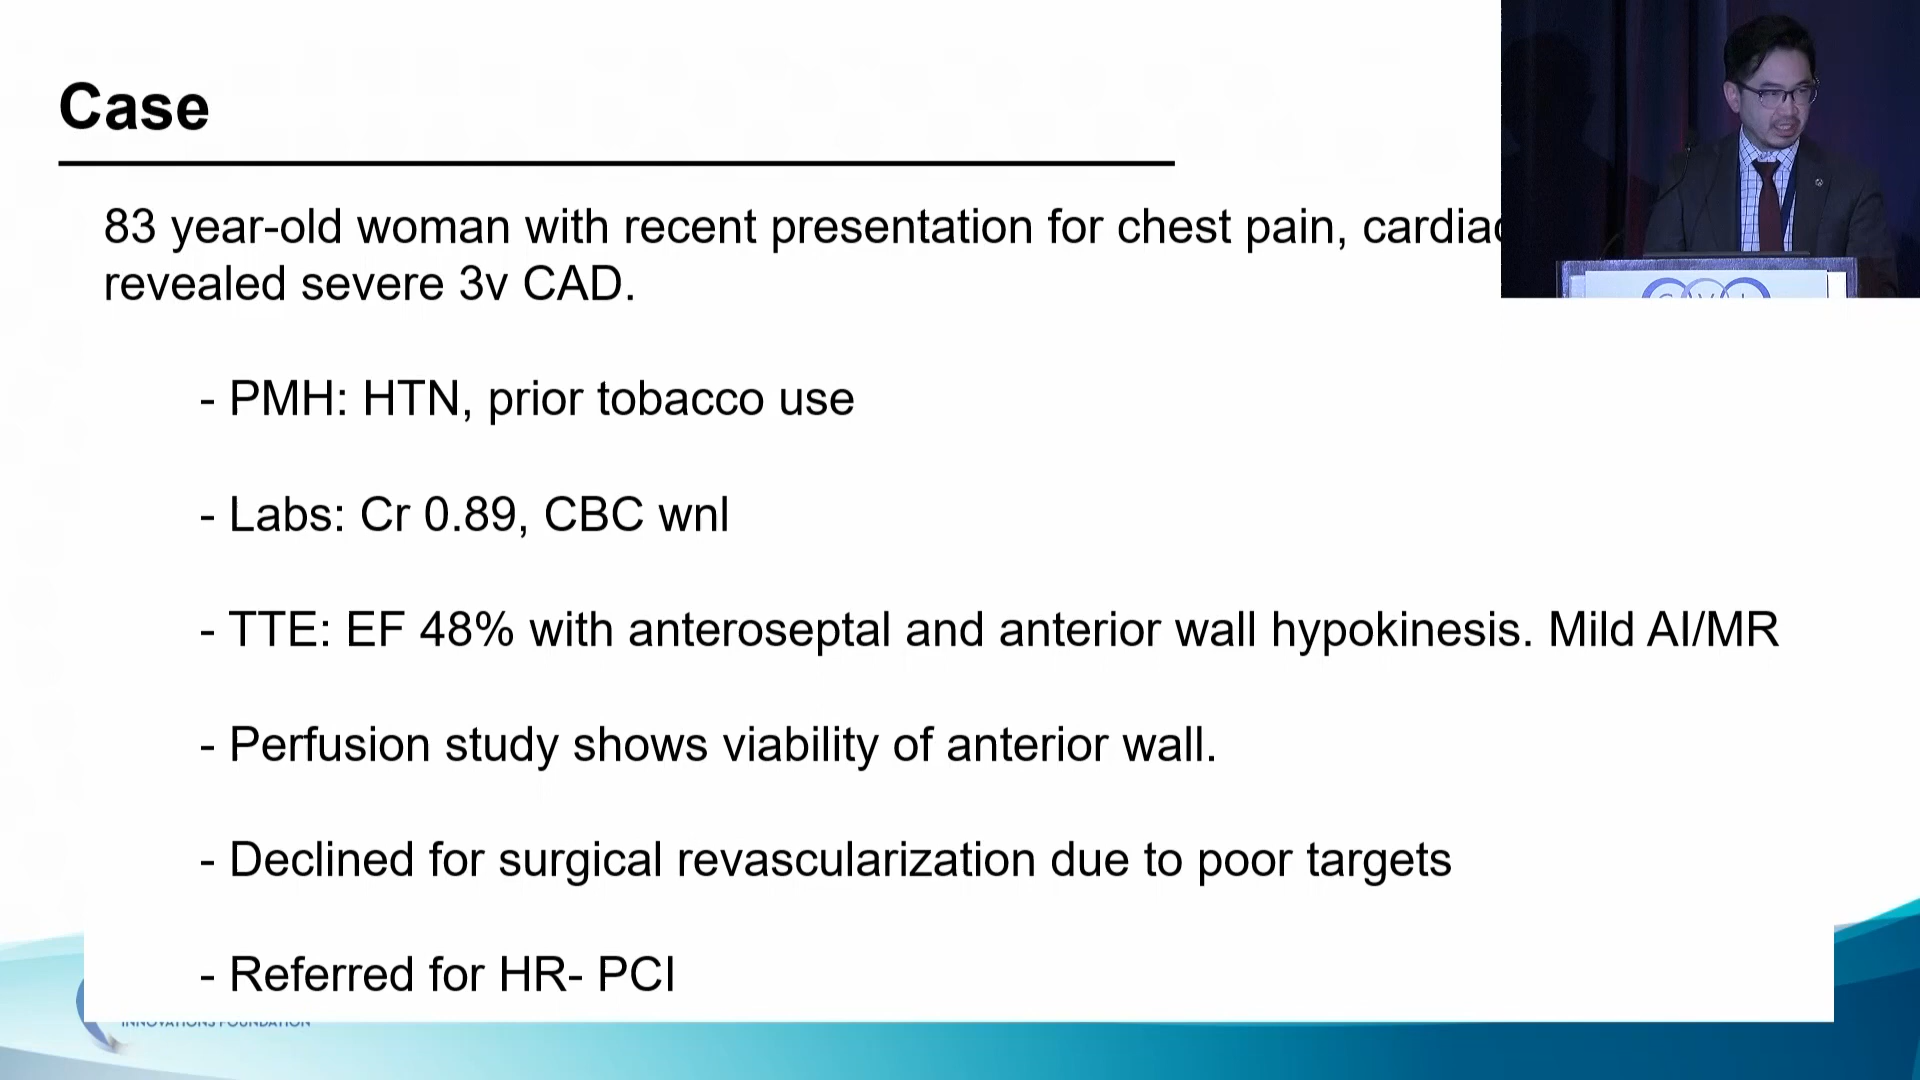 Case
83 year-old woman with recent presentation for chest pain, cardiac
revealed severe 3v CAD.
- PMH: HTN, prior tobacco use
- Labs: Cr 0.89, CBC wnl
- TTE: EF 48% with anteroseptal and anterior wall hypokinesis. Mild AI/MR
- Perfusion study shows viability of anterior wall.
- Declined for surgical revascularization due to poor targets
- Referred for HR- PCI
INNOVATIONS FOUNDATION